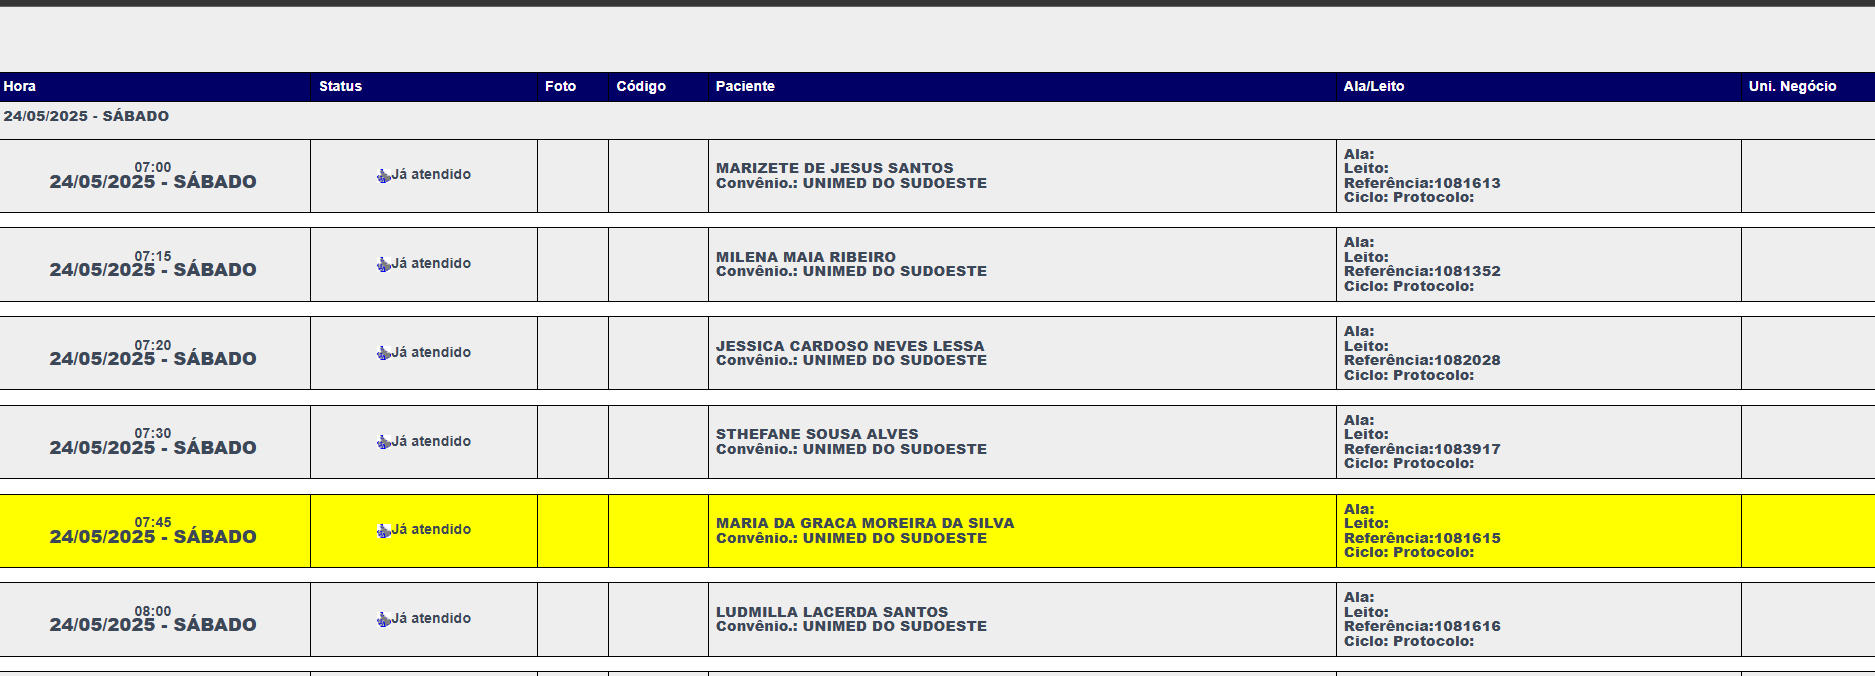 Hora Status Foto Código Paciente Ala/Leito Uni. Negócio
24/05/2025 - SÁBADO
07:00
24/05/2025 - SÁBADO
Já atendido
MARIZETE DE JESUS SANTOS
Convênio.: UNIMED DO SUDOESTE
Ala:
Leito:
Referência:1081613
Ciclo: Protocolo:
07:15
24/05/2025 - SÁBADO
Já atendido
MILENA MAIA RIBEIRO
Convênio.: UNIMED DO SUDOESTE
Ala:
Leito:
Referência:1081352
Ciclo: Protocolo:
07:20
24/05/2025 - SÁBADO
Já atendido
JESSICA CARDOSO NEVES LESSA
Convênio.: UNIMED DO SUDOESTE
Ala:
Leito:
Referência:1082028
Ciclo: Protocolo:
07:30
24/05/2025 - SÁBADO
Já atendido
STHEFANE SOUSA ALVES
Convênio.: UNIMED DO SUDOESTE
Ala:
Leito:
Referência:1083917
Ciclo: Protocolo:
07:45
24/05/2025 - SÁBADO
Já atendido
MARIA DA GRACA MOREIRA DA SILVA
Convênio.: UNIMED DO SUDOESTE
Ala:
Leito:
Referência:1081615
Ciclo: Protocolo:
08:00
24/05/2025 - SÁBADO
Já atendido
LUDMILLA LACERDA SANTOS
Convênio.: UNIMED DO SUDOESTE
Ala:
Leito:
Referência:1081616
Ciclo: Protocolo: